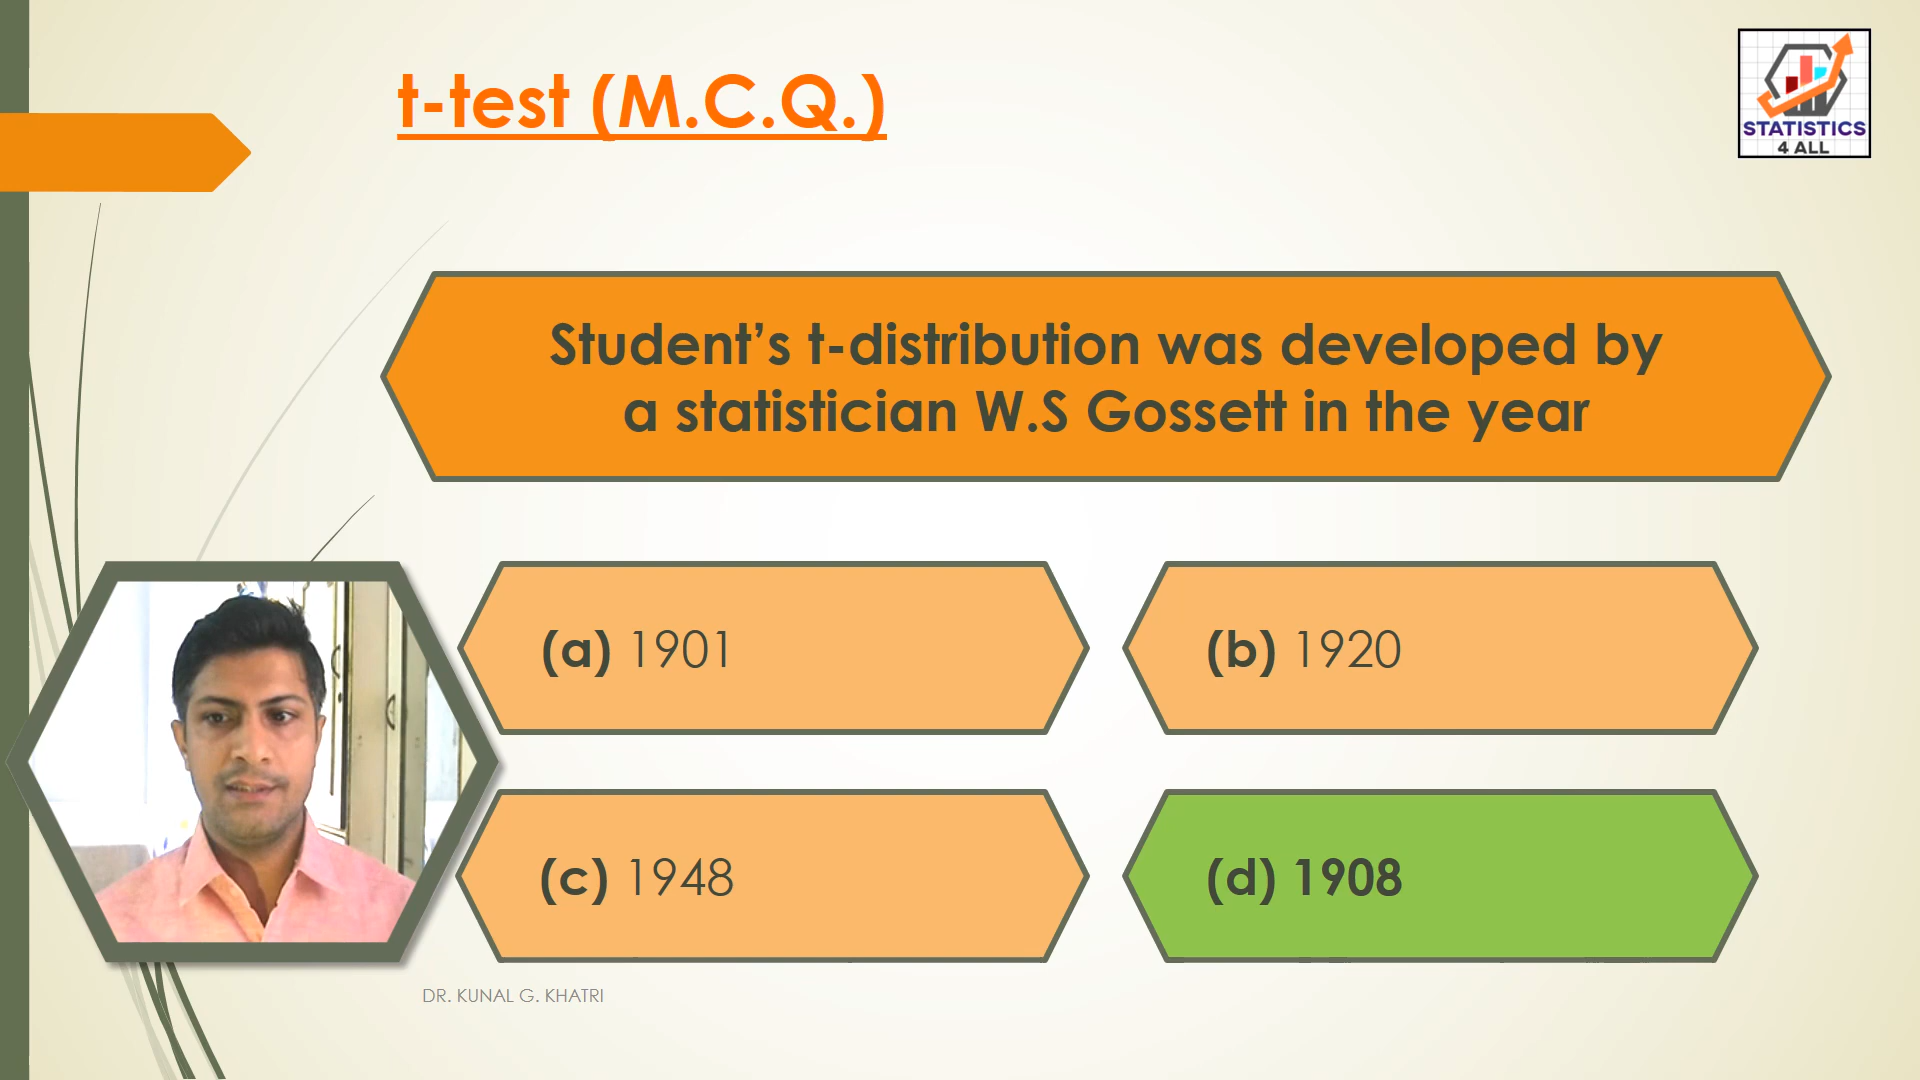 t-test (M.C.Q.)
STATISTICS
4 ALL
Student’s t-distribution was developed by
a statistician W.S Gossett in the year
(a) 1901
(b) 1920
(c) 1948
(d) 1908
DR. KUNAL G. KHATRI